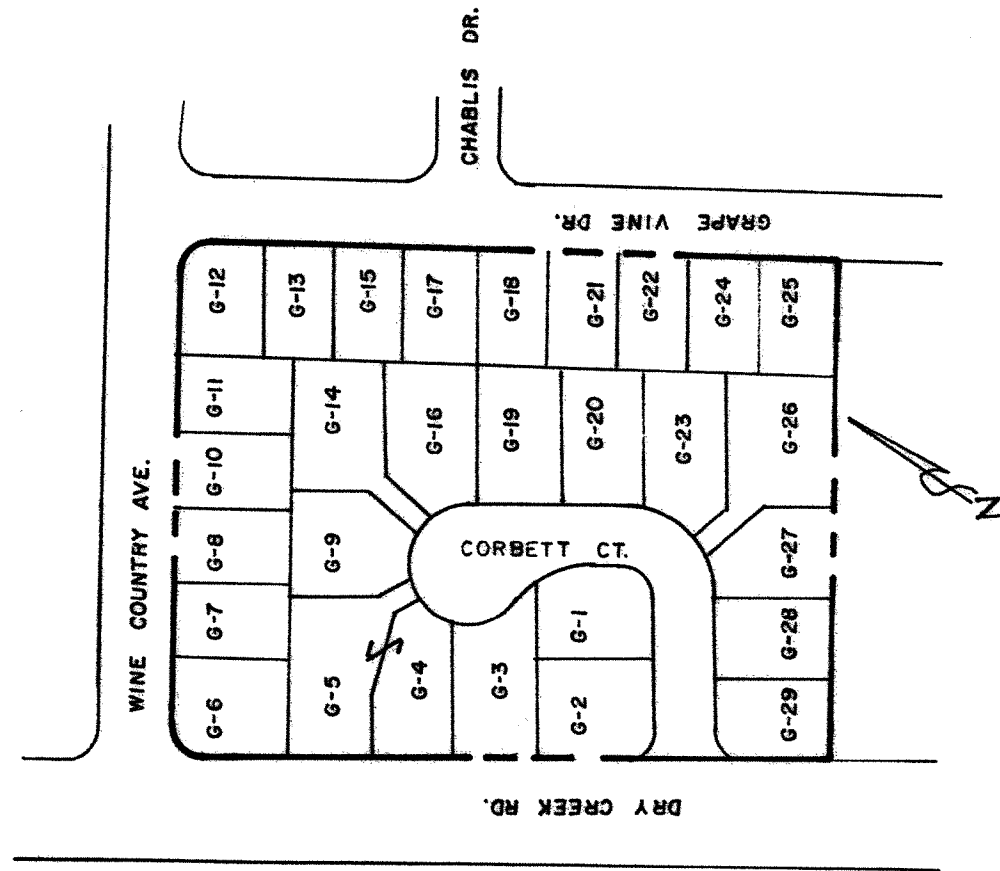 CHABLIS DR.
GRAPE VINE DR.
G-12
G-13
G-15
G-17
G-18
G-21
G-22
G-24
G-25
G-11
G-14
G-16
G-19
G-20
G-23
G-26
G-10
WINE COUNTRY AVE.
G-8
G-9
CORBETT CT.
G-27
G-7
G-1
G-28
G-6
G-5
G-4
G-3
G-2
G-29
DRY CREEK RD.
N